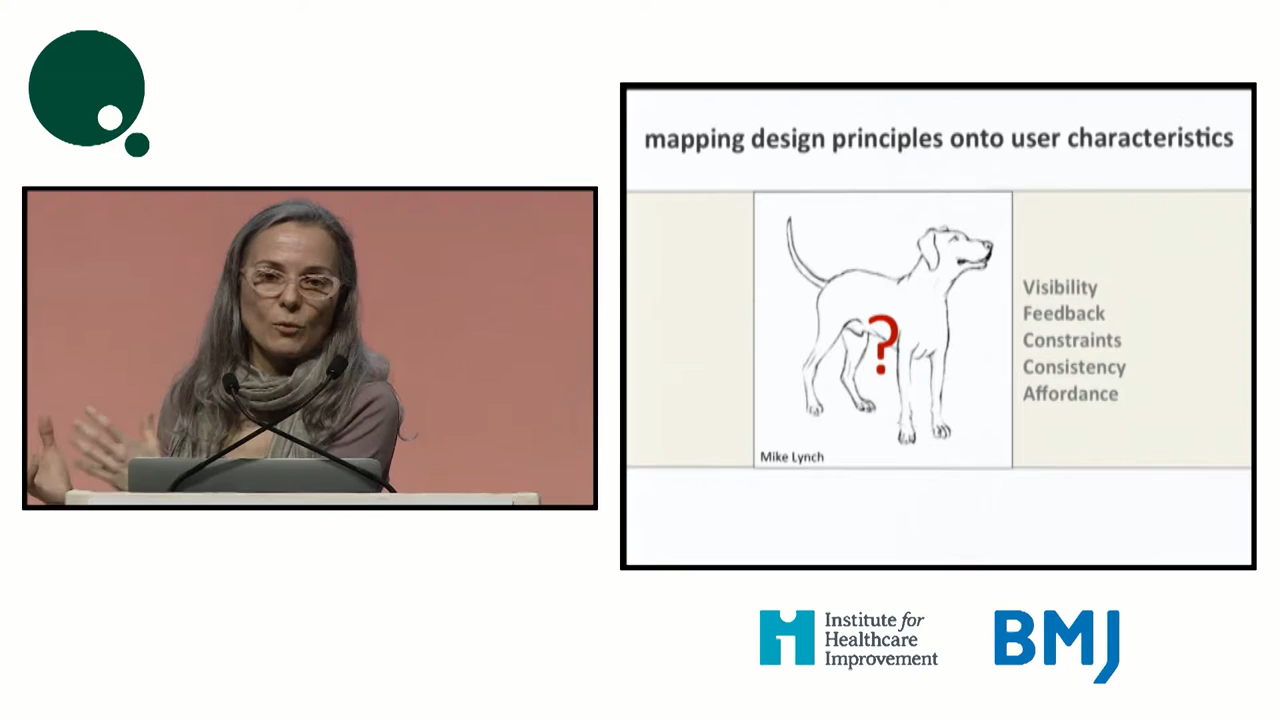 mapping design principles onto user characteristics
Visibility
Feedback
Constraints
Consistency
Affordance
?
Mike Lynch
Institute for
Healthcare
Improvement
BMJ